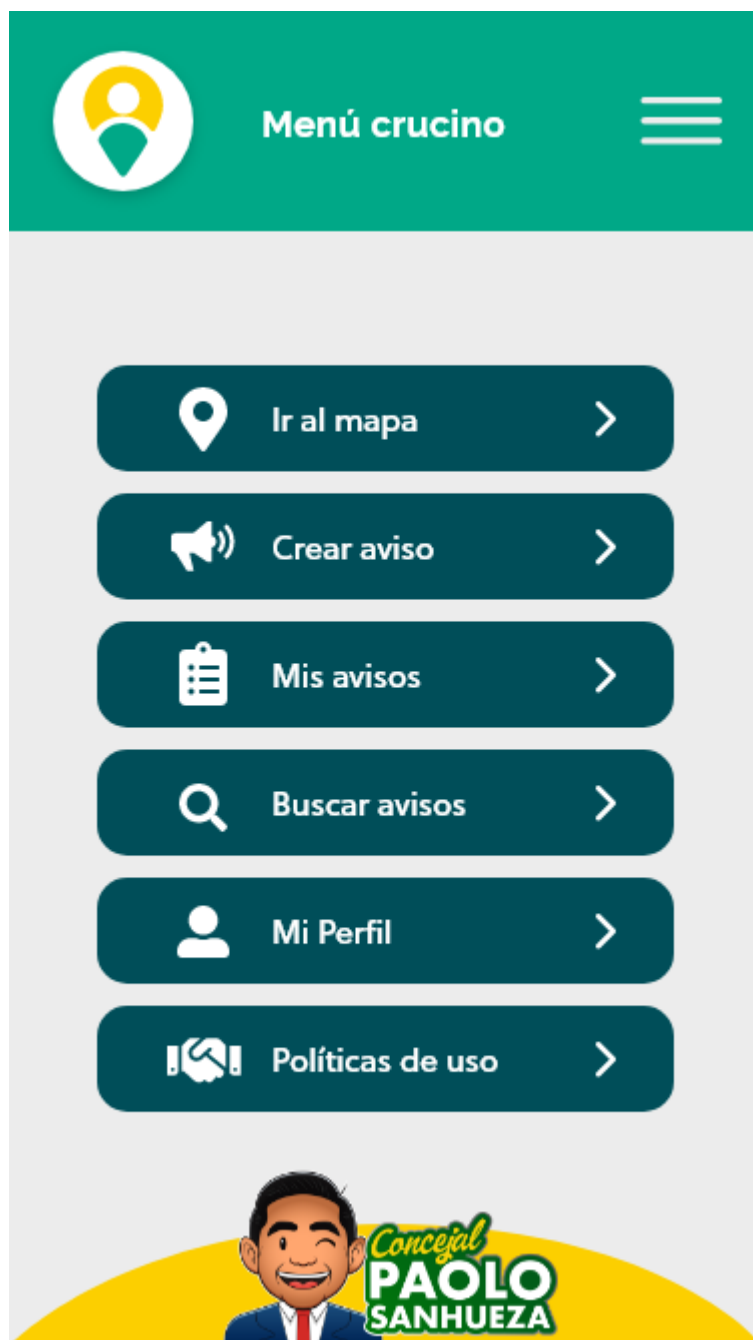 Menú crucino
Ir al mapa
Crear aviso
Mis avisos
Buscar avisos
Mi Perfil
Políticas de uso
Concejal
PAOLO
SANHUEZA